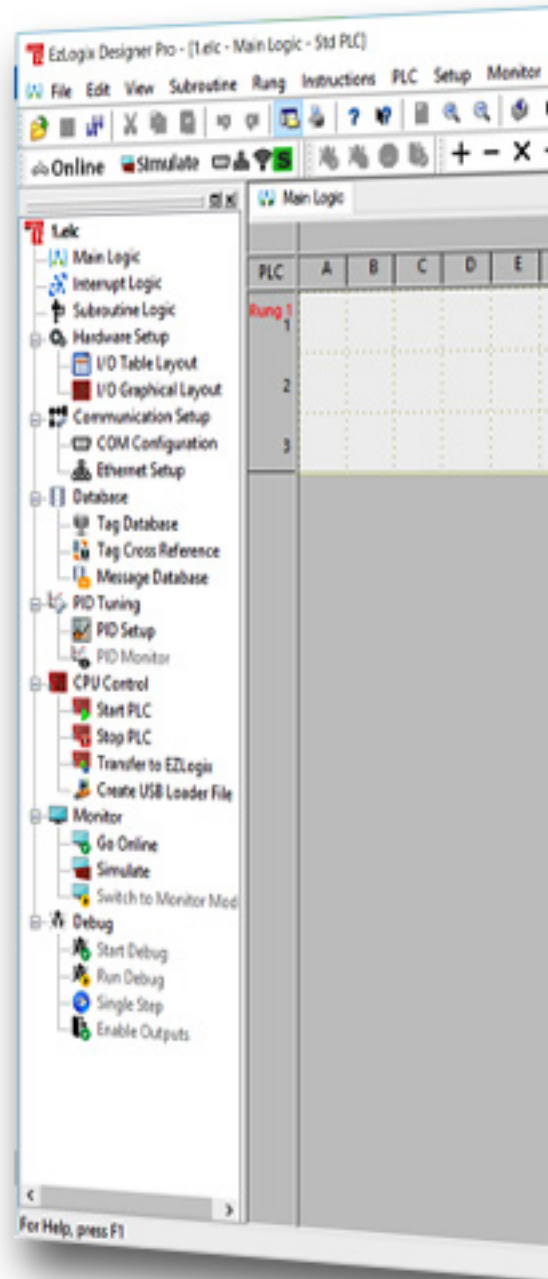 EzLogix Designer Pro - [1.elc - Main Logic - Std PLC]
File Edit View Subroutine Rung Instructions PLC Setup Monitor
Online Simulate S + - X
Main Logic
1.elc
Main Logic
Interrupt Logic
Subroutine Logic
Hardware Setup
I/O Table Layout
I/O Graphical Layout
Communication Setup
COM Configuration
Ethernet Setup
Database
Tag Database
Tag Cross Reference
Message Database
PID Tuning
PID Setup
PID Monitor
CPU Control
Start PLC
Stop PLC
Transfer to EZLogix
Create USB Loader File
Monitor
Go Online
Simulate
Switch to Monitor Mod
Debug
Start Debug
Run Debug
Single Step
Enable Outputs
PLC A B C D E
Rung 1
1
2
3
For Help, press F1